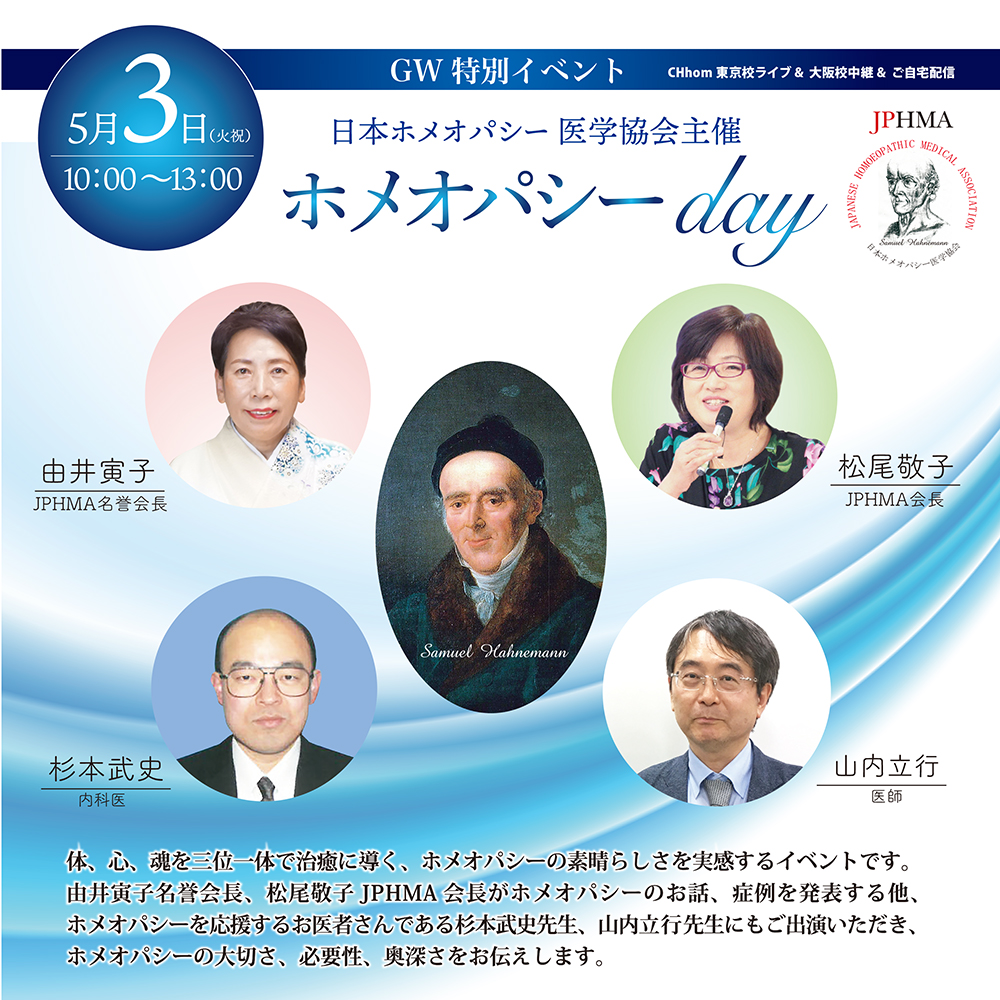 GW 特別イベント
CHhom 東京校ライブ & 大阪校中継 & ご自宅配信
5月3日(火祝)
10:00～13:00
日本ホメオパシー 医学協会主催
ホメオパシー day
JPHMA
JAPANESE HOMOEOPATHIC MEDICAL ASSOCIATION
Samuel Hahnemann
日本ホメオパシー医学協会
由井寅子
JPHMA名誉会長
松尾敬子
JPHMA会長
Samuel Hahnemann
杉本武史
内科医
山内立行
医師
体、心、魂を三位一体で治癒に導く、ホメオパシーの素晴らしさを実感するイベントです。
由井寅子名誉会長、松尾敬子 JPHMA 会長がホメオパシーのお話、症例を発表する他、
ホメオパシーを応援するお医者さんである杉本武史先生、山内立行先生にもご出演いただき、
ホメオパシーの大切さ、必要性、奥深さをお伝えします。